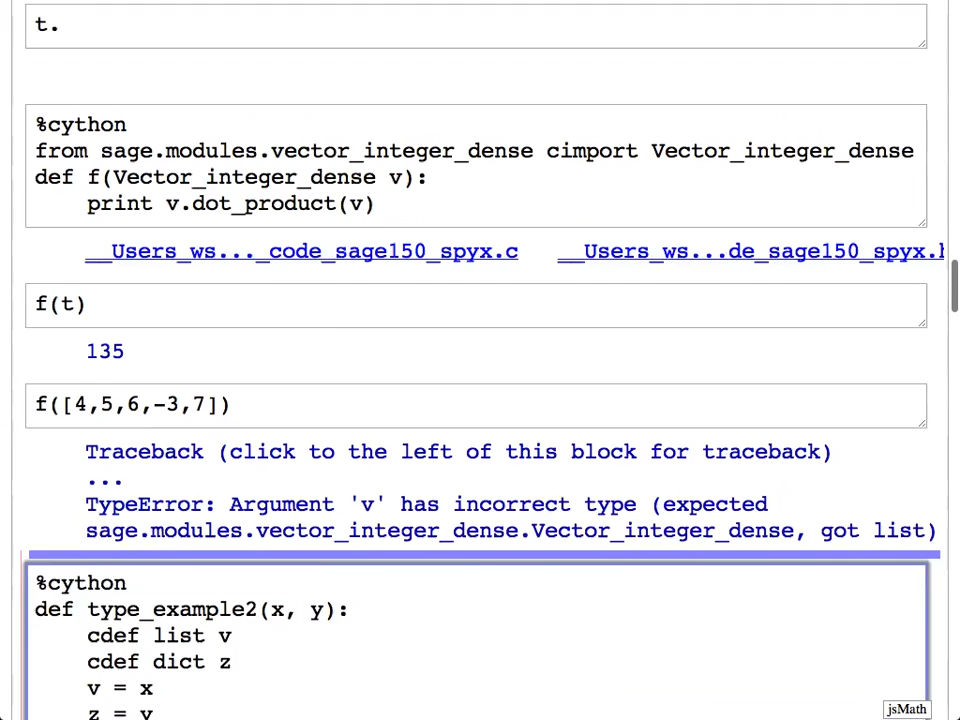 t.
%cython
from sage.modules.vector_integer_dense cimport Vector_integer_dense
def f(Vector_integer_dense v):
    print v.dot_product(v)
__Users_ws..._code_sage150_spyx.c __Users_ws...de_sage150_spyx.h
f(t)
135
f([4,5,6,-3,7])
Traceback (click to the left of this block for traceback)
...
TypeError: Argument 'v' has incorrect type (expected
sage.modules.vector_integer_dense.Vector_integer_dense, got list)
%cython
def type_example2(x, y):
    cdef list v
    cdef dict z
    v = x
    z = y
jsMath